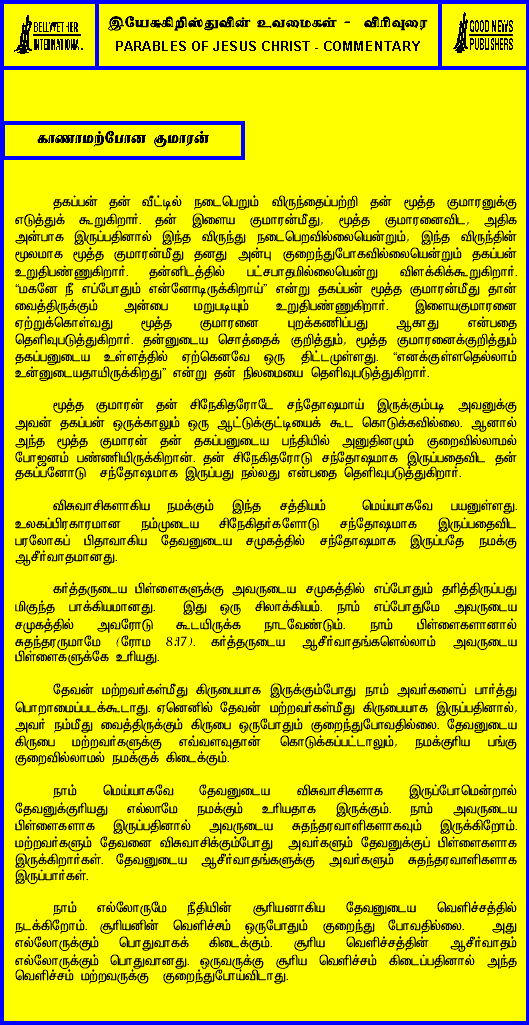 BELLWETHER
INTERNATIONAL
இயேசுகிறிஸ்துவின் உவமைகள் - விரிவுரை
PARABLES OF JESUS CHRIST - COMMENTARY
GOOD NEWS
PUBLISHERS
காணாமற்போன குமாரன்
தகப்பன் தன் வீட்டில் நடைபெறும் விருந்தைப்பற்றி தன் மூத்த குமாரனுக்கு
எடுத்துக் கூறுகிறார். தன் இளைய குமாரன்மீது, மூத்த குமாரனைவிட, அதிக
அன்பாக இருப்பதினால் இந்த விருந்து நடைபெறவில்லையென்றும், இந்த விருந்தின்
மூலமாக மூத்த குமாரன்மீது தனது அன்பு குறைந்துபோகவில்லையென்றும் தகப்பன்
உறுதிபண்ணுகிறார். தன்னிடத்தில் பட்சபாதமில்லையென்று விளக்கிக்கூறுகிறார்.
“மகனே நீ எப்போதும் என்னோடிருக்கிறாய்” என்று தகப்பன் மூத்த குமாரன்மீது தான்
வைத்திருக்கும் அன்பை மறுபடியும் உறுதிபண்ணுகிறார். இளையகுமாரனை
ஏற்றுக்கொள்வது மூத்த குமாரனை புறக்கணிப்பது ஆகாது என்பதை
தெளிவுபடுத்துகிறார். தன்னுடைய சொத்தைக் குறித்தும், மூத்த குமாரனைக்குறித்தும்
தகப்பனுடைய உள்ளத்தில் ஏற்கெனவே ஒரு திட்டமுள்ளது. “எனக்குள்ளதெல்லாம்
உன்னுடையதாயிருக்கிறது” என்று தன் நிலமையை தெளிவுபடுத்துகிறார்.
மூத்த குமாரன் தன் சிநேகிதரோடே சந்தோஷமாய் இருக்கும்படி அவனுக்கு
அவன் தகப்பன் ஒருக்காலும் ஒரு ஆட்டுக்குட்டியைக் கூட கொடுக்கவில்லை. ஆனால்
அந்த மூத்த குமாரன் தன் தகப்பனுடைய பந்தியில் அனுதினமும் குறைவில்லாமல்
போஜனம் பண்ணியிருக்கிறான். தன் சிநேகிதரோடு சந்தோஷமாக இருப்பதைவிட தன்
தகப்பனோடு சந்தோஷமாக இருப்பது நல்லது என்பதை தெளிவுபடுத்துகிறார்.
விசுவாசிகளாகிய நமக்கும் இந்த சத்தியம் மெய்யாகவே பயனுள்ளது.
உலகப்பிரகாரமான நம்முடைய சிநேகிதர்களோடு சந்தோஷமாக இருப்பதைவிட
பரலோகப் பிதாவாகிய தேவனுடைய சமுகத்தில் சந்தோஷமாக இருப்பதே நமக்கு
ஆசீர்வாதமானது.
கர்த்தருடைய பிள்ளைகளுக்கு அவருடைய சமுகத்தில் எப்போதும் தரித்திருப்பது
மிகுந்த பாக்கியமானது. இது ஒரு சிலாக்கியம். நாம் எப்போதுமே அவருடைய
சமுகத்தில் அவரோடு கூடயிருக்க நாடவேண்டும். நாம் பிள்ளைகளானால்
சுதந்தரருமாமே (ரோம 8:17). கர்த்தருடைய ஆசீர்வாதங்களெல்லாம் அவருடைய
பிள்ளைகளுக்கே உரியது.
தேவன் மற்றவர்கள்மீது கிருபையாக இருக்கும்போது நாம் அவர்களைப் பார்த்து
பொறாமைப்படக்கூடாது. ஏனெனில் தேவன் மற்றவர்கள்மீது கிருபையாக இருப்பதினால்,
அவர் நம்மீது வைத்திருக்கும் கிருபை ஒருபோதும் குறைந்துபோவதில்லை. தேவனுடைய
கிருபை மற்றவர்களுக்கு எவ்வளவுதான் கொடுக்கப்பட்டாலும், நமக்குரிய பங்கு
குறைவில்லாமல் நமக்குக் கிடைக்கும்.
நாம் மெய்யாகவே தேவனுடைய விசுவாசிகளாக இருப்போமென்றால்
தேவனுக்குரியது எல்லாமே நமக்கும் உரியதாக இருக்கும். நாம் அவருடைய
பிள்ளைகளாக இருப்பதினால் அவருடைய சுதந்தரவாளிகளாகவும் இருக்கிறோம்.
மற்றவர்களும் தேவனை விசுவாசிக்கும்போது அவர்களும் தேவனுக்குப் பிள்ளைகளாக
இருக்கிறார்கள். தேவனுடைய ஆசீர்வாதங்களுக்கு அவர்களும் சுதந்தரவாளிகளாக
இருப்பார்கள்.
நாம் எல்லோருமே நீதியின் சூரியனாகிய தேவனுடைய வெளிச்சத்தில்
நடக்கிறோம். சூரியனின் வெளிச்சம் ஒருபோதும் குறைந்து போவதில்லை. அது
எல்லோருக்கும் பொதுவாகக் கிடைக்கும். சூரிய வெளிச்சத்தின் ஆசீர்வாதம்
எல்லோருக்கும் பொதுவானது. ஒருவருக்கு சூரிய வெளிச்சம் கிடைப்பதினால் அந்த
வெளிச்சம் மற்றவருக்கு குறைந்துபோய்விடாது.